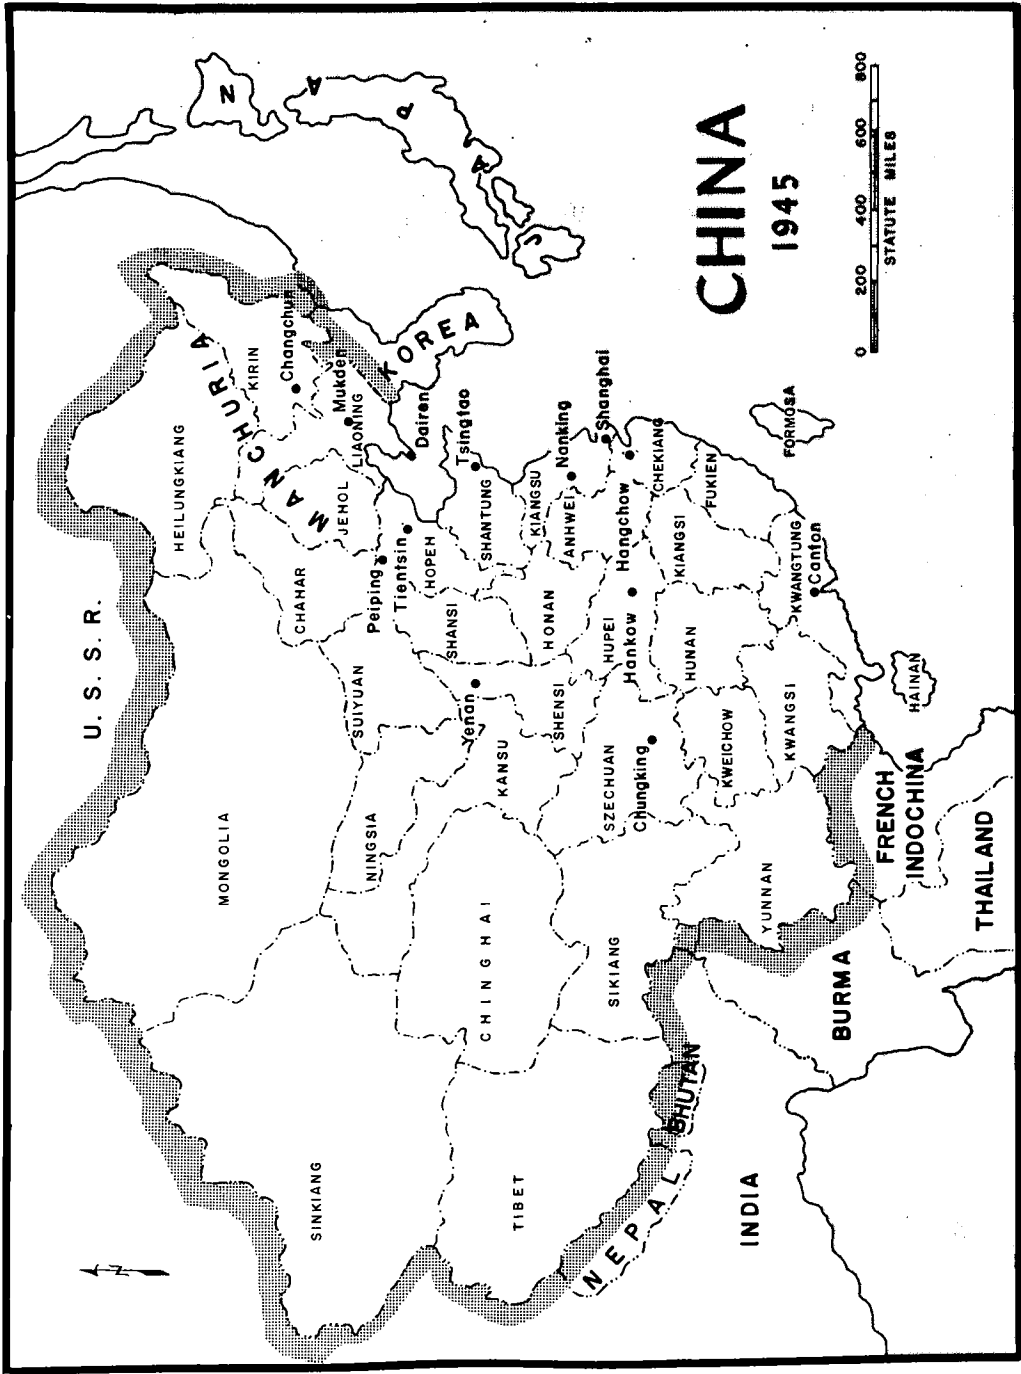 CHINA
1945
0 200 400 600 800
STATUTE MILES
N
U. S. S. R.
MONGOLIA
SINKIANG
TIBET
CHINGHAI
SIKIANG
NINGSIA
SUIYUAN
CHAHAR
HEILUNGKIANG
MANCHURIA
KIRIN
Changchun
Mukden
LIAONING
JEHOL
Dairen
KOREA
JAPAN
Peiping
Tientsin
HOPEH
Tsingtao
SHANTUNG
SHANSI
Yenan
KANSU
SHENSI
HONAN
KIANGSU
ANHWEI
Nanking
Shanghai
Hangchow
CHEKIANG
HUPEI
Hankow
SZECHUAN
Chungking
HUNAN
KIANGSI
FUKIEN
FORMOSA
KWEICHOW
KWANGSI
KWANGTUNG
Canton
HAINAN
YUNNAN
FRENCH
INDOCHINA
THAILAND
BURMA
BHUTAN
NEPAL
INDIA